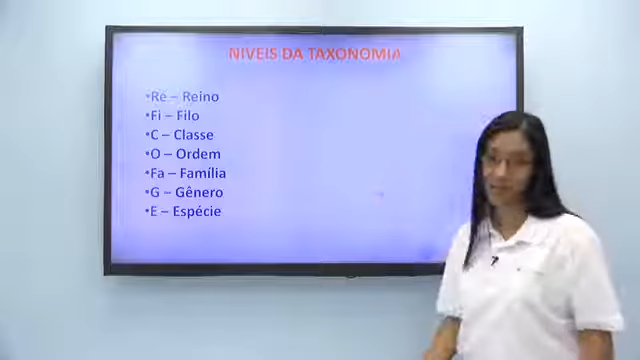 NIVEIS DA TAXONOMIA
•Re – Reino
•Fi – Filo
•C – Classe
•O – Ordem
•Fa – Família
•G – Gênero
•E – Espécie